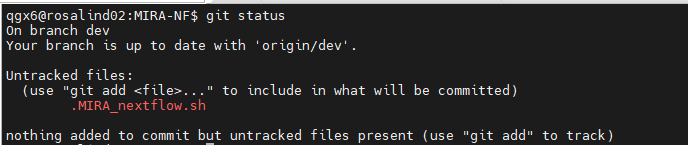 qgx6@rosalind02:MIRA-NF$ git status
On branch dev
Your branch is up to date with 'origin/dev'.
Untracked files:
(use "git add <file>..." to include in what will be committed)
.MIRA_nextflow.sh
nothing added to commit but untracked files present (use "git add" to track)